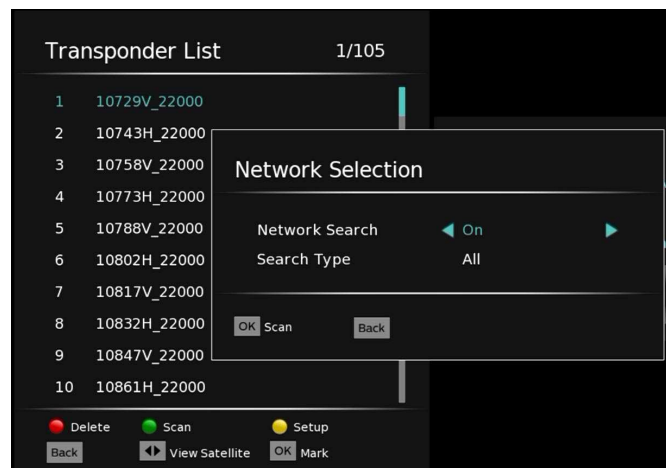 Transponder List 1/105
1 10729V_22000
2 10743H_22000
3 10758V_22000
4 10773H_22000
5 10788V_22000
6 10802H_22000
7 10817V_22000
8 10832H_22000
9 10847V_22000
10 10861H_22000
Network Selection
Network Search On
Search Type All
OK Scan Back
Delete Scan Setup
Back View Satellite OK Mark